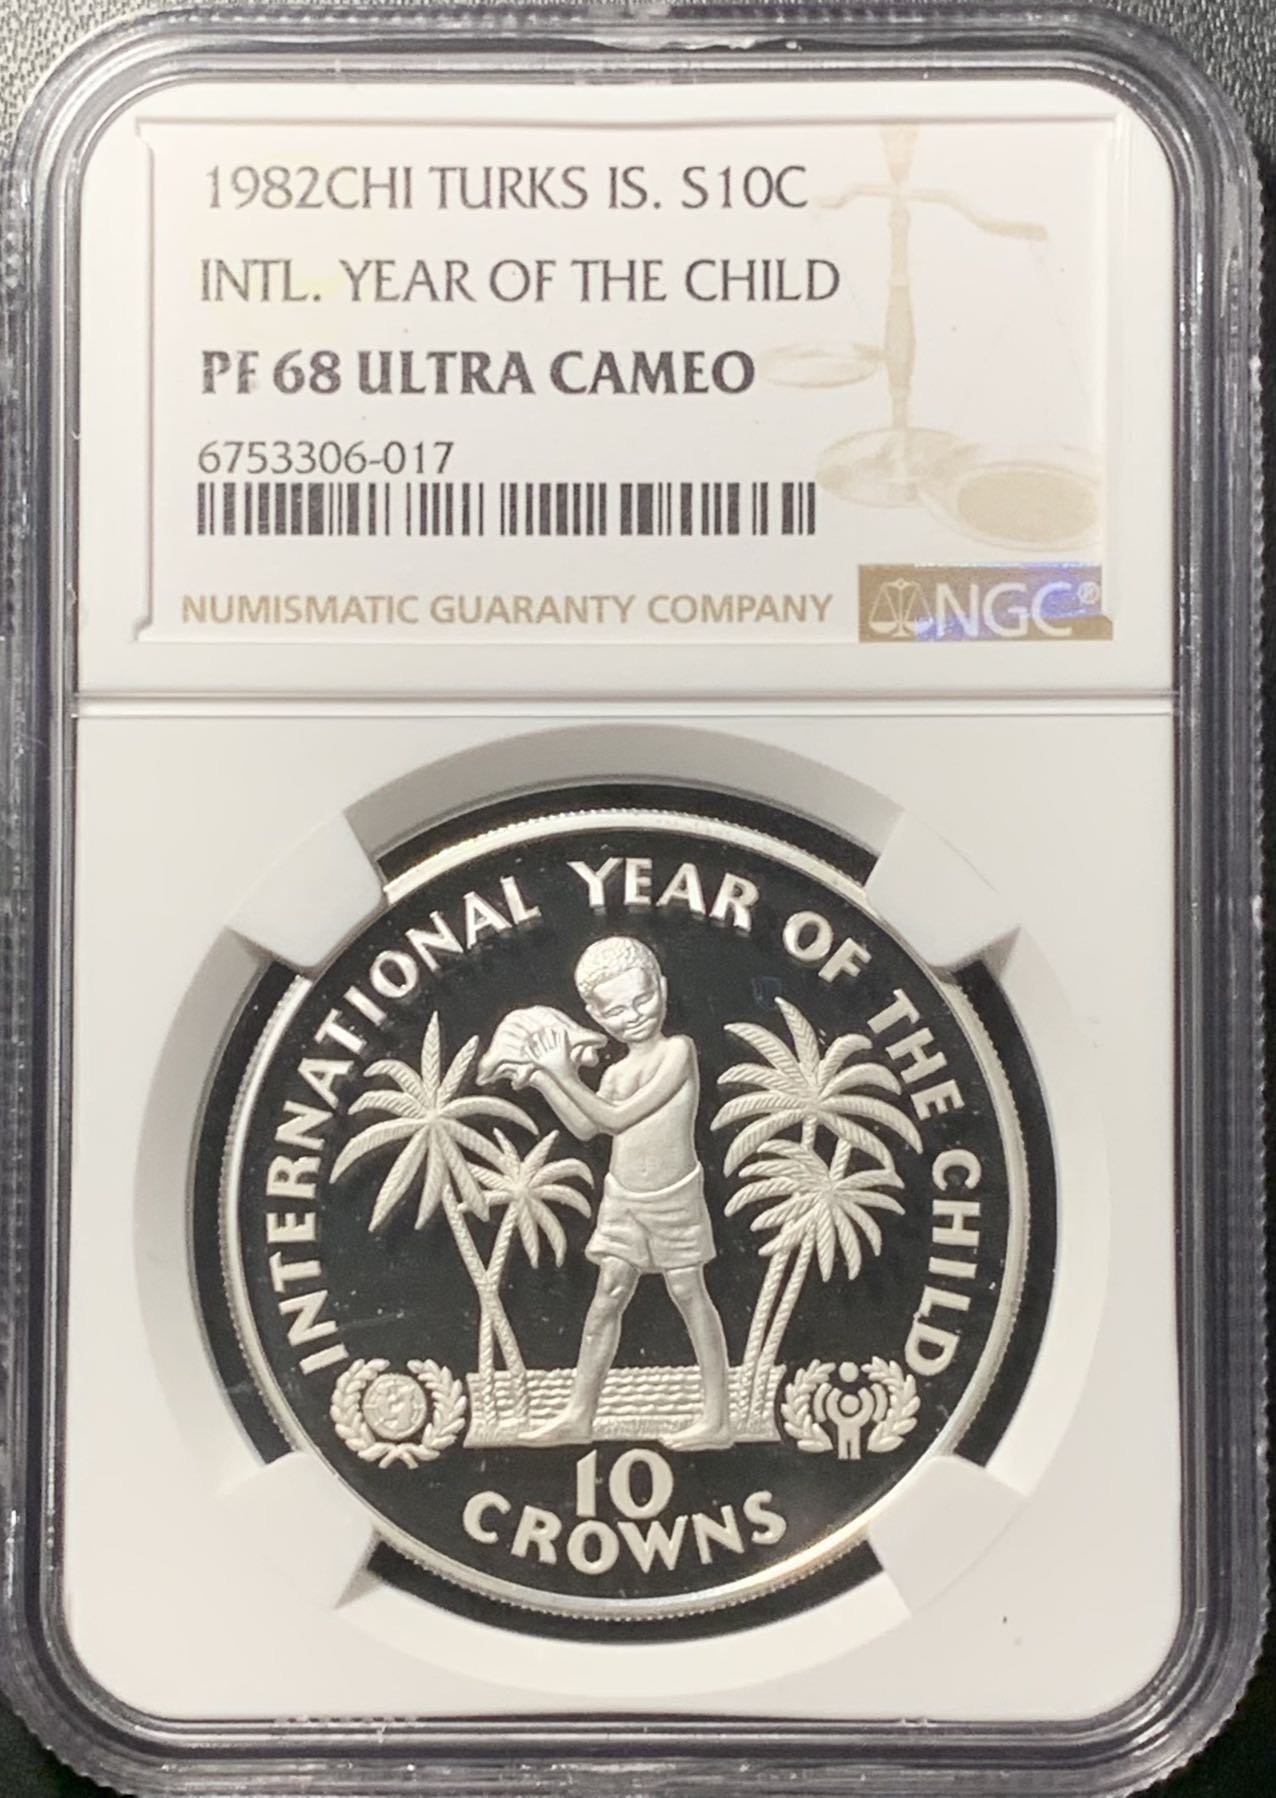 1982CHI TURKS IS. S10C
INTL. YEAR OF THE CHILD
PF 68 ULTRA CAMEO
6753306-017
NUMISMATIC GUARANTY COMPANY
NGC®
INTERNATIONAL YEAR OF THE CHILD
10
CROWNS